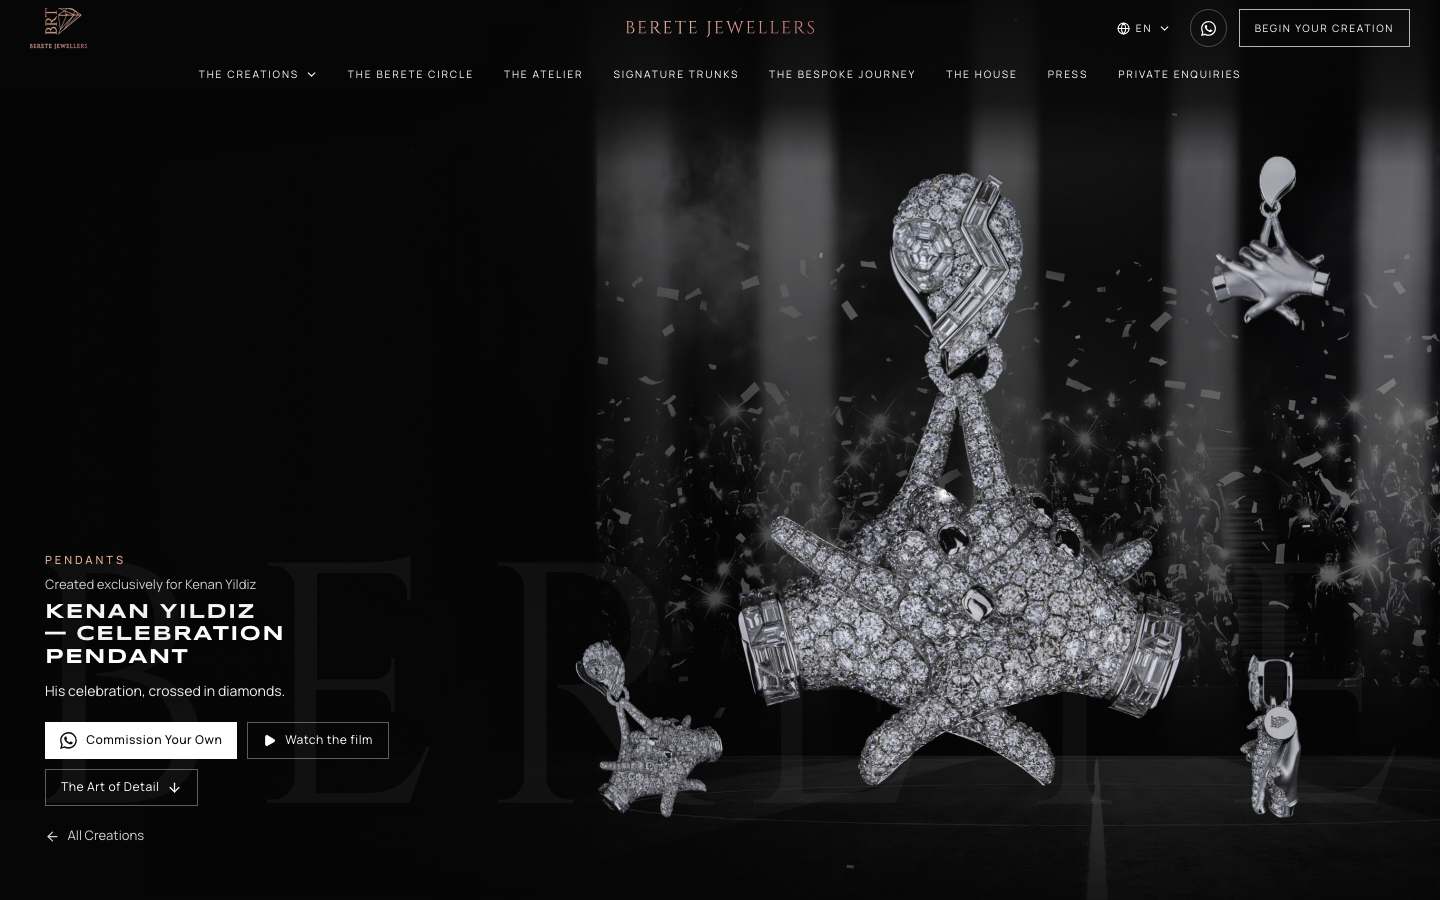 BRT
BERETE JEWELLERS
BERETE JEWELLERS
EN
BEGIN YOUR CREATION
THE CREATIONS
THE BERETE CIRCLE
THE ATELIER
SIGNATURE TRUNKS
THE BESPOKE JOURNEY
THE HOUSE
PRESS
PRIVATE ENQUIRIES
PENDANTS
Created exclusively for Kenan Yildiz
KENAN YILDIZ
— CELEBRATION
PENDANT
His celebration, crossed in diamonds.
Commission Your Own
Watch the film
The Art of Detail
All Creations
BERETE